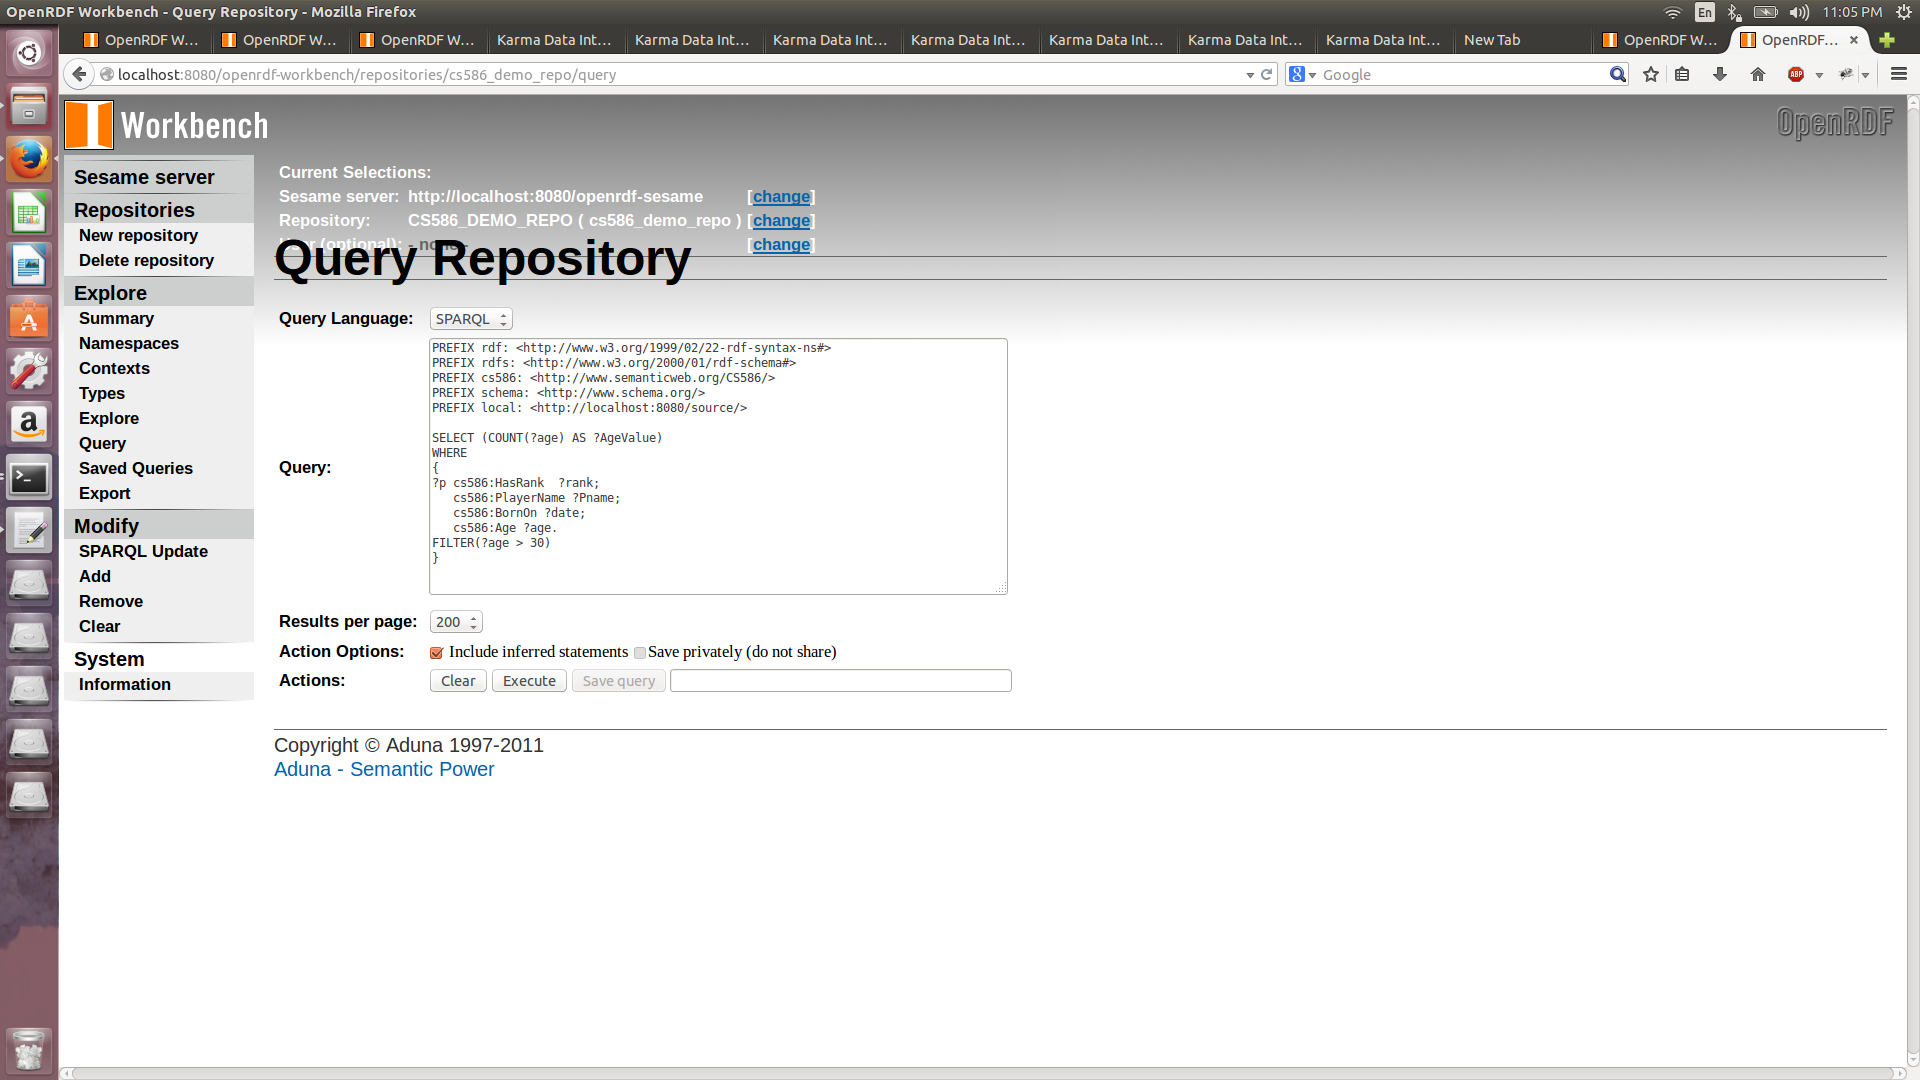 OpenRDF Workbench - Query Repository - Mozilla Firefox
En
11:05 PM
OpenRDF W...
OpenRDF W...
OpenRDF W...
Karma Data Int...
Karma Data Int...
Karma Data Int...
Karma Data Int...
Karma Data Int...
Karma Data Int...
Karma Data Int...
New Tab
OpenRDF W...
OpenRDF...
localhost:8080/openrdf-workbench/repositories/cs586_demo_repo/query
8
Google
ABP
Workbench
OpenRDF
Sesame server
Repositories
New repository
Delete repository
Explore
Summary
Namespaces
Contexts
Types
Explore
Query
Saved Queries
Export
Modify
SPARQL Update
Add
Remove
Clear
System
Information
Current Selections:
Sesame server: http://localhost:8080/openrdf-sesame [change]
Repository: CS586_DEMO_REPO ( cs586_demo_repo ) [change]
(optional): - none - [change]
Query Repository
Query Language: SPARQL
Query:
PREFIX rdf: <http://www.w3.org/1999/02/22-rdf-syntax-ns#>
PREFIX rdfs: <http://www.w3.org/2000/01/rdf-schema#>
PREFIX cs586: <http://www.semanticweb.org/CS586/>
PREFIX schema: <http://www.schema.org/>
PREFIX local: <http://localhost:8080/source/>
SELECT (COUNT(?age) AS ?AgeValue)
WHERE
{
?p cs586:HasRank  ?rank;
   cs586:PlayerName ?Pname;
   cs586:BornOn ?date;
   cs586:Age ?age.
FILTER(?age > 30)
}
Results per page: 200
Action Options: Include inferred statements Save privately (do not share)
Actions: Clear Execute Save query
Copyright © Aduna 1997-2011
Aduna - Semantic Power